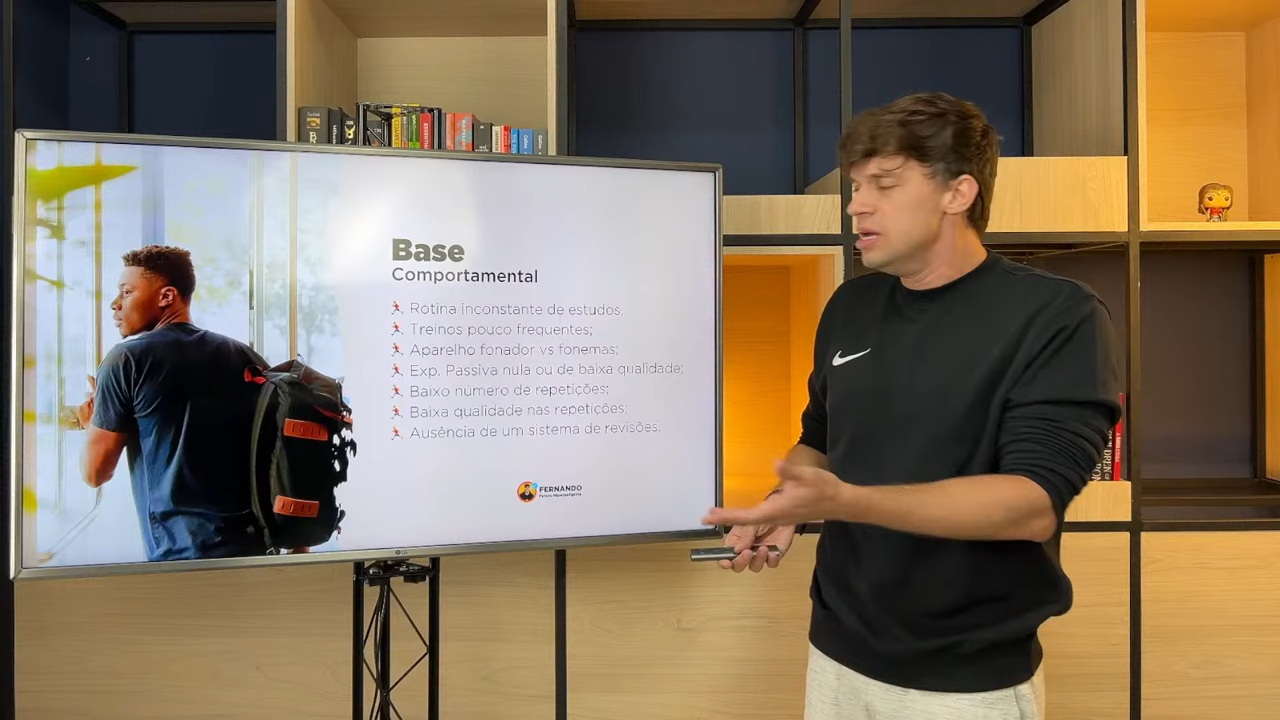 Base
Comportamental
Rotina inconstante de estudos;
Treinos pouco frequentes;
Aparelho fonador vs fonemas;
Exp. Passiva nula ou de baixa qualidade;
Baixo número de repetições;
Baixa qualidade nas repetições;
Ausência de um sistema de revisões.
FERNANDO
LG